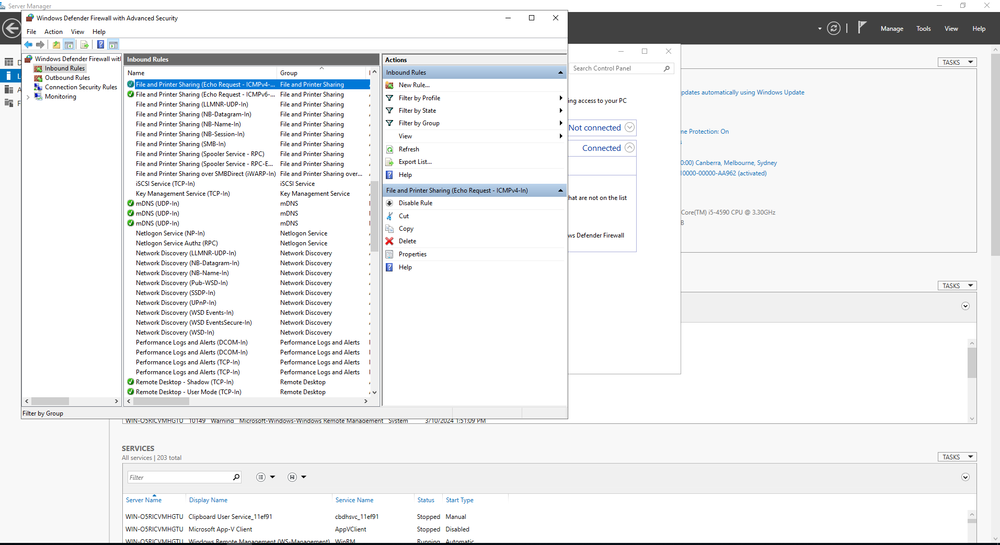 Server Manager
Windows Defender Firewall with Advanced Security
File Action View Help
Manage Tools View Help
Windows Defender Firewall wit
Inbound Rules
Outbound Rules
Connection Security Rules
Monitoring
Inbound Rules
Name Group
File and Printer Sharing (Echo Request - ICMPv4-... File and Printer Sharing
File and Printer Sharing (Echo Request - ICMPv6-... File and Printer Sharing
File and Printer Sharing (LLMNR-UDP-In) File and Printer Sharing
File and Printer Sharing (NB-Datagram-In) File and Printer Sharing
File and Printer Sharing (NB-Name-In) File and Printer Sharing
File and Printer Sharing (NB-Session-In) File and Printer Sharing
File and Printer Sharing (SMB-In) File and Printer Sharing
File and Printer Sharing (Spooler Service - RPC) File and Printer Sharing
File and Printer Sharing (Spooler Service - RPC-E... File and Printer Sharing
File and Printer Sharing over SMBDirect (iWARP-In) File and Printer Sharing over...
iSCSI Service (TCP-In) iSCSI Service
Key Management Service (TCP-In) Key Management Service
mDNS (UDP-In) mDNS
mDNS (UDP-In) mDNS
mDNS (UDP-In) mDNS
Netlogon Service (NP-In) Netlogon Service
Netlogon Service Authz (RPC) Netlogon Service
Network Discovery (LLMNR-UDP-In) Network Discovery
Network Discovery (NB-Datagram-In) Network Discovery
Network Discovery (NB-Name-In) Network Discovery
Network Discovery (Pub-WSD-In) Network Discovery
Network Discovery (SSDP-In) Network Discovery
Network Discovery (UPnP-In) Network Discovery
Network Discovery (WSD Events-In) Network Discovery
Network Discovery (WSD EventsSecure-In) Network Discovery
Network Discovery (WSD-In) Network Discovery
Performance Logs and Alerts (DCOM-In) Performance Logs and Alerts
Performance Logs and Alerts (DCOM-In) Performance Logs and Alerts
Performance Logs and Alerts (TCP-In) Performance Logs and Alerts
Performance Logs and Alerts (TCP-In) Performance Logs and Alerts
Remote Desktop - Shadow (TCP-In) Remote Desktop
Remote Desktop - User Mode (TCP-In) Remote Desktop
Actions
Inbound Rules
New Rule...
Filter by Profile
Filter by State
Filter by Group
View
Refresh
Export List...
Help
File and Printer Sharing (Echo Request - ICMPv4-In)
Disable Rule
Cut
Copy
Delete
Properties
Help
Filter by Group
Search Control Panel
ing access to your PC
Not connected
Connected
hat are not on the list
ws Defender Firewall
TASKS
pdates automatically using Windows Update
me Protection: On
s
0:00) Canberra, Melbourne, Sydney
10000-00000-AA962 (activated)
Core(TM) i5-4590 CPU @ 3.30GHz
B
TASKS
WIN-O5RICVMHGTU 10149 Warning Microsoft-Windows-Windows Remote Management System 3/10/2024 1:51:09 PM
SERVICES
All services | 203 total
TASKS
Filter
Server Name Display Name Service Name Status Start Type
WIN-O5RICVMHGTU Clipboard User Service_11ef91 cbdhsvc_11ef91 Stopped Manual
WIN-O5RICVMHGTU Microsoft App-V Client AppVClient Stopped Disabled
WIN-O5RICVMHGTU Windows Remote Management (WS-Management) WinRM Running Automatic